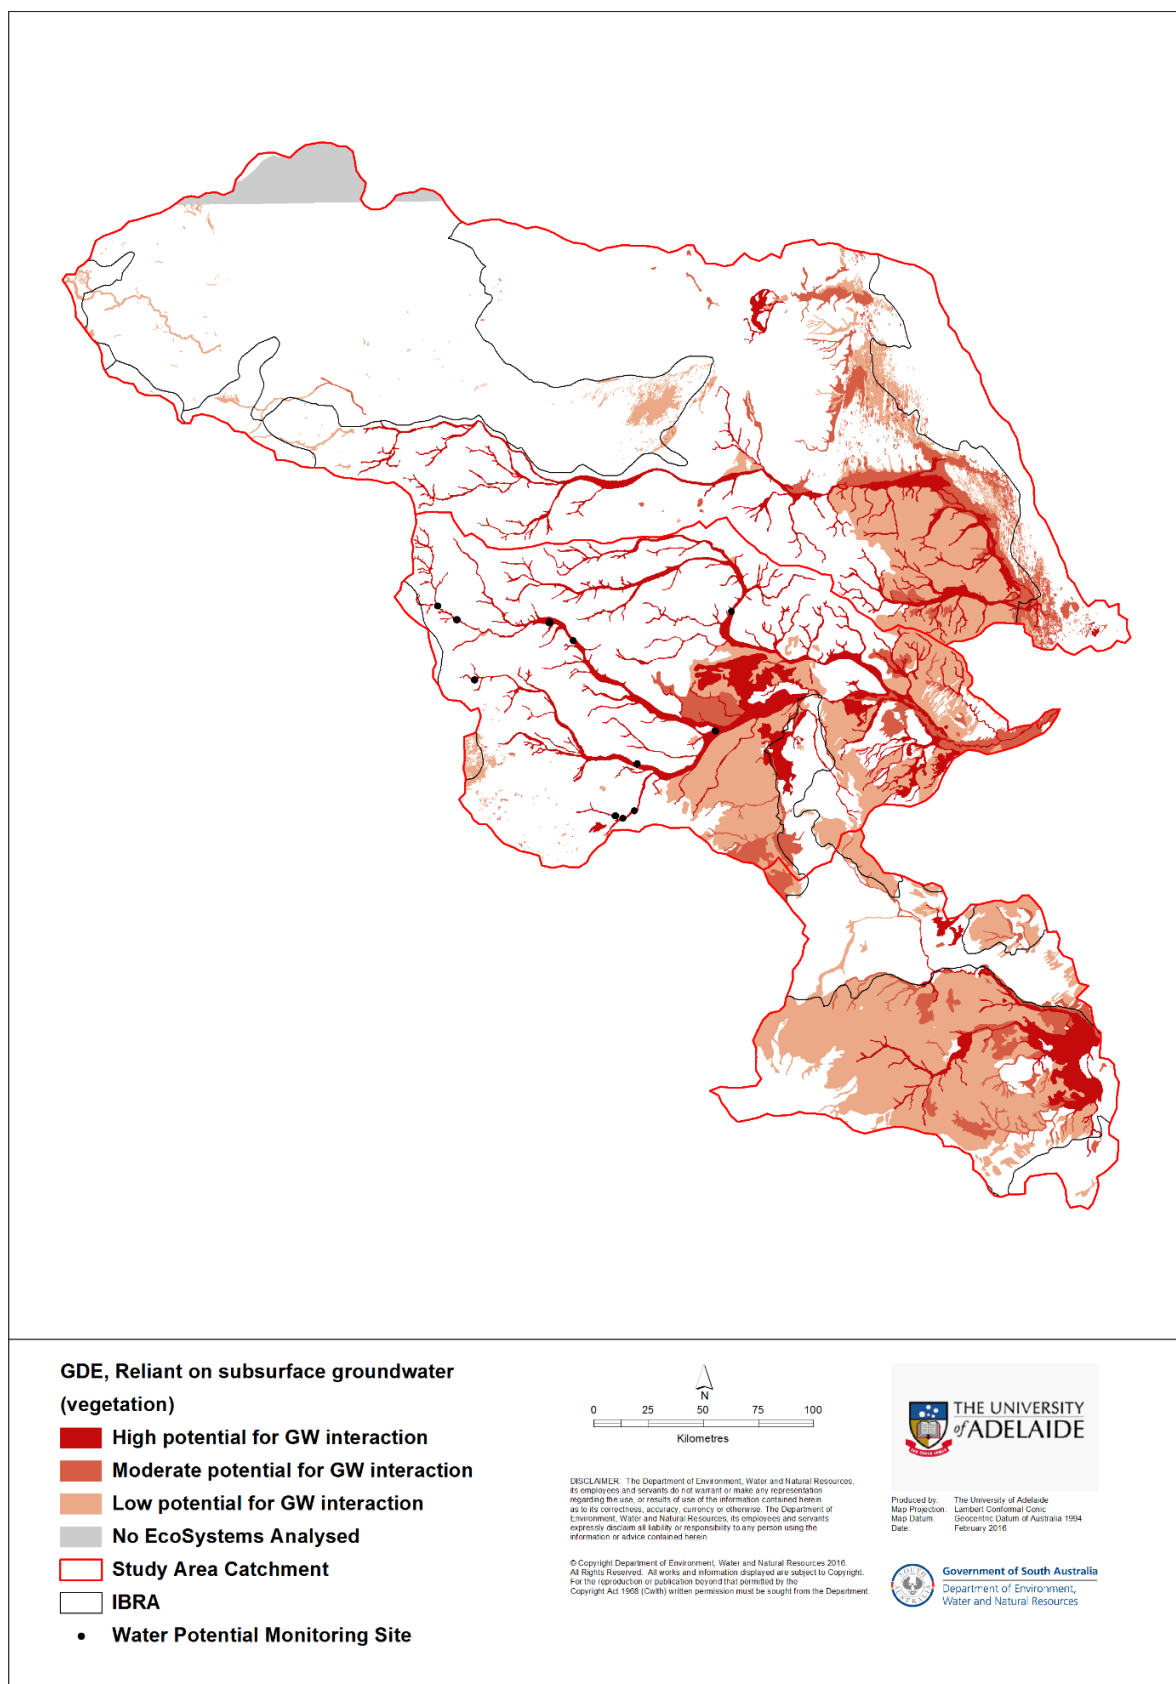 GDE, Reliant on subsurface groundwater
(vegetation)
High potential for GW interaction
Moderate potential for GW interaction
Low potential for GW interaction
No EcoSystems Analysed
Study Area Catchment
IBRA
Water Potential Monitoring Site
N
0 25 50 75 100
Kilometres
DISCLAIMER: The Department of Environment, Water and Natural Resources,
its employees and servants do not warrant or make any representation
regarding the use, or results of use of the information contained herein
as to its correctness, accuracy, currency or otherwise. The Department of
Environment, Water and Natural Resources, its employees and servants
expressly disclaim all liability or responsibility to any person using the
information or advice contained herein.
© Copyright Department of Environment, Water and Natural Resources 2016.
All Rights Reserved. All works and information displayed are subject to Copyright.
For the reproduction or publication beyond that permitted by the
Copyright Act 1968 (Cwlth) written permission must be sought from the Department.
THE UNIVERSITY
of ADELAIDE
Produced by: The University of Adelaide
Map Projection: Lambert Conformal Conic
Map Datum: Geocentric Datum of Australia 1994
Date: February 2016
Government of South Australia
Department of Environment,
Water and Natural Resources